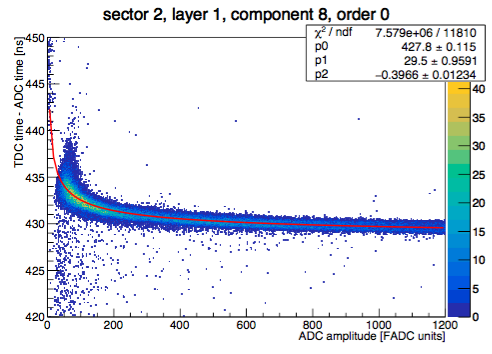 sector 2, layer 1, component 8, order 0
χ² / ndf 7.579e+06 / 11810
p0 427.8 ± 0.115
p1 29.5 ± 0.9591
p2 −0.3966 ± 0.01234
TDC time - ADC time [ns]
450
445
440
435
430
425
420
0 200 400 600 800 1000 1200
ADC amplitude [FADC units]
40
35
30
25
20
15
10
5
0